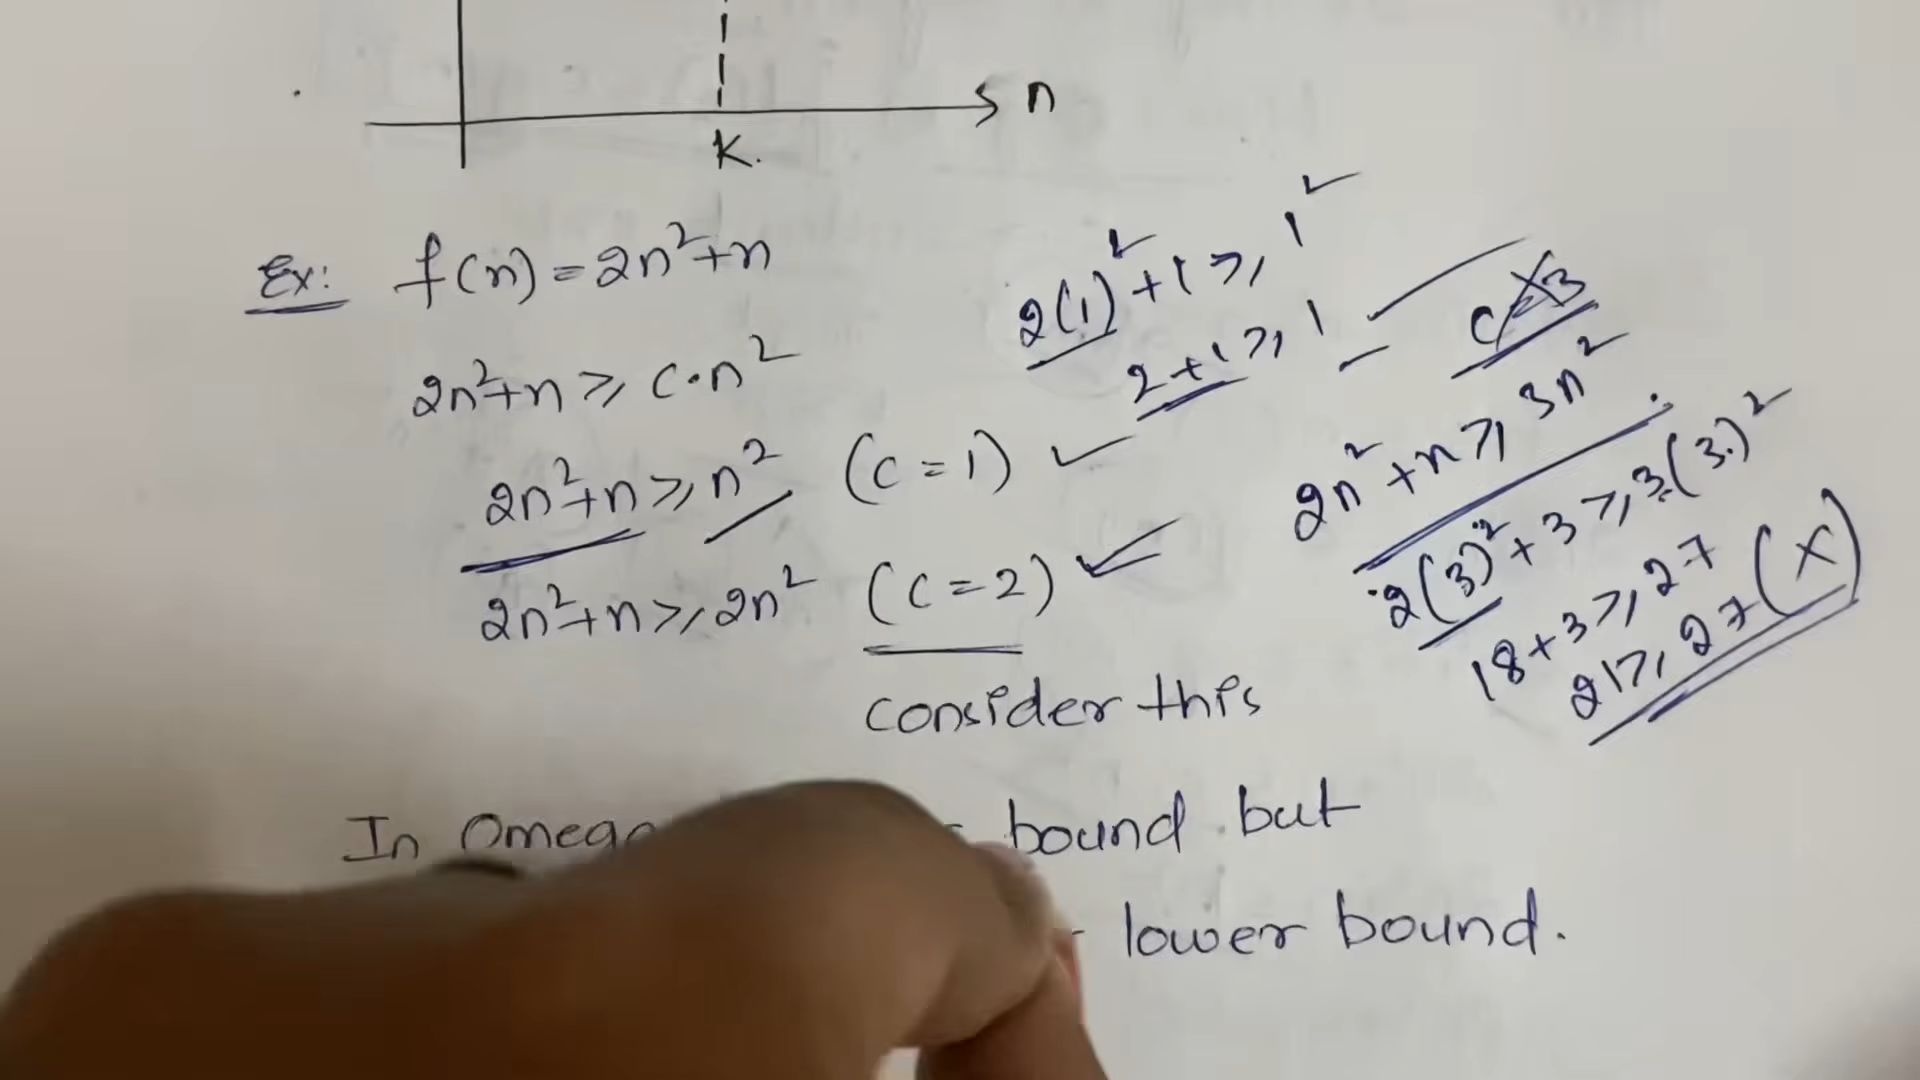 n
K.
Ex: f(n)=2n²+n
2n²+n ≥ c·n²
2n²+n ≥ n² (c=1) ✓
2n²+n ≥ 2n² (c=2) ✓
consider this
In Omega bound but
lower bound.
2(1)²+1 ≥ 1²
2+1 ≥ 1
c=3
2n²+n ≥ 3n²
2(3)²+3 ≥ 3.(3)²
18+3 ≥ 27
21 ≥ 27 (X)